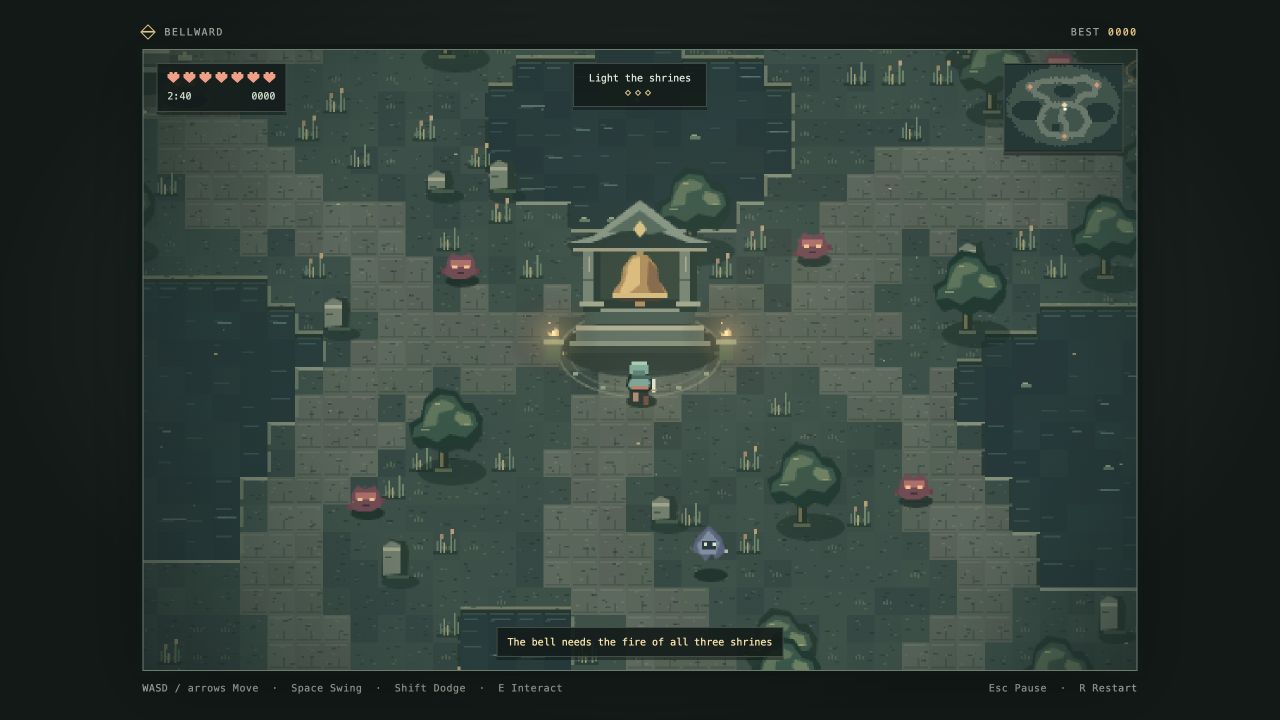 BELLWARD
BEST 0000
2:40 0000
Light the shrines
The bell needs the fire of all three shrines
WASD / arrows Move · Space Swing · Shift Dodge · E Interact
Esc Pause · R Restart